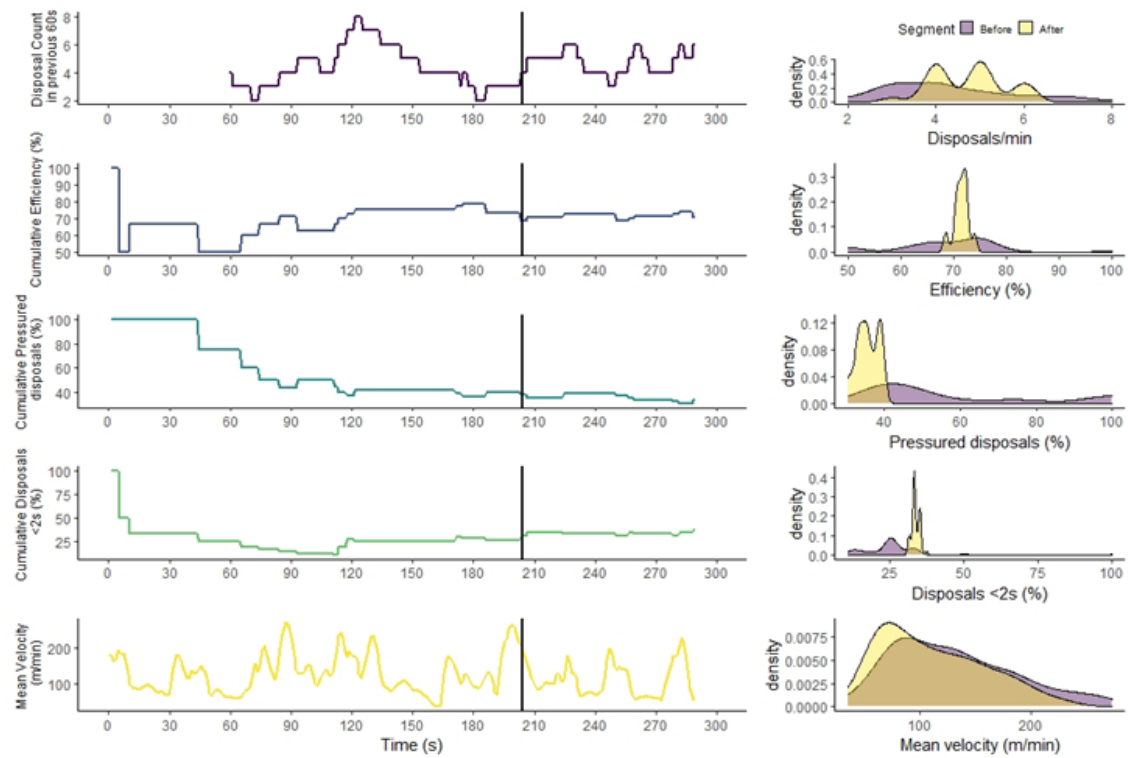 Disposal Count
in previous 60s
8
6
4
2
0 30 60 90 120 150 180 210 240 270 300
Segment Before After
density
0.6
0.4
0.2
0.0
2 4 6 8
Disposals/min
Cumulative Efficiency (%)
100
90
80
70
60
50
0 30 60 90 120 150 180 210 240 270 300
density
0.3
0.2
0.1
0.0
50 60 70 80 90 100
Efficiency (%)
Cumulative Pressured
disposals (%)
100
80
60
40
0 30 60 90 120 150 180 210 240 270 300
density
0.12
0.08
0.04
0.00
40 60 80 100
Pressured disposals (%)
Cumulative Disposals
<2s (%)
100
75
50
25
0 30 60 90 120 150 180 210 240 270 300
density
0.4
0.3
0.2
0.1
0.0
25 50 75 100
Disposals <2s (%)
Mean Velocity
(m/min)
200
100
0 30 60 90 120 150 180 210 240 270 300
Time (s)
density
0.0075
0.0050
0.0025
0.0000
100 200
Mean velocity (m/min)